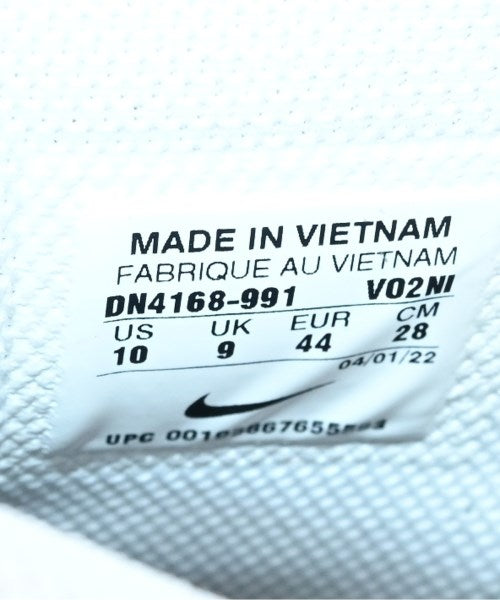 MADE IN VIETNAM
FABRIQUE AU VIETNAM
DN4168-991 V02NI
US UK EUR CM
10 9 44 28
04/01/22
UPC